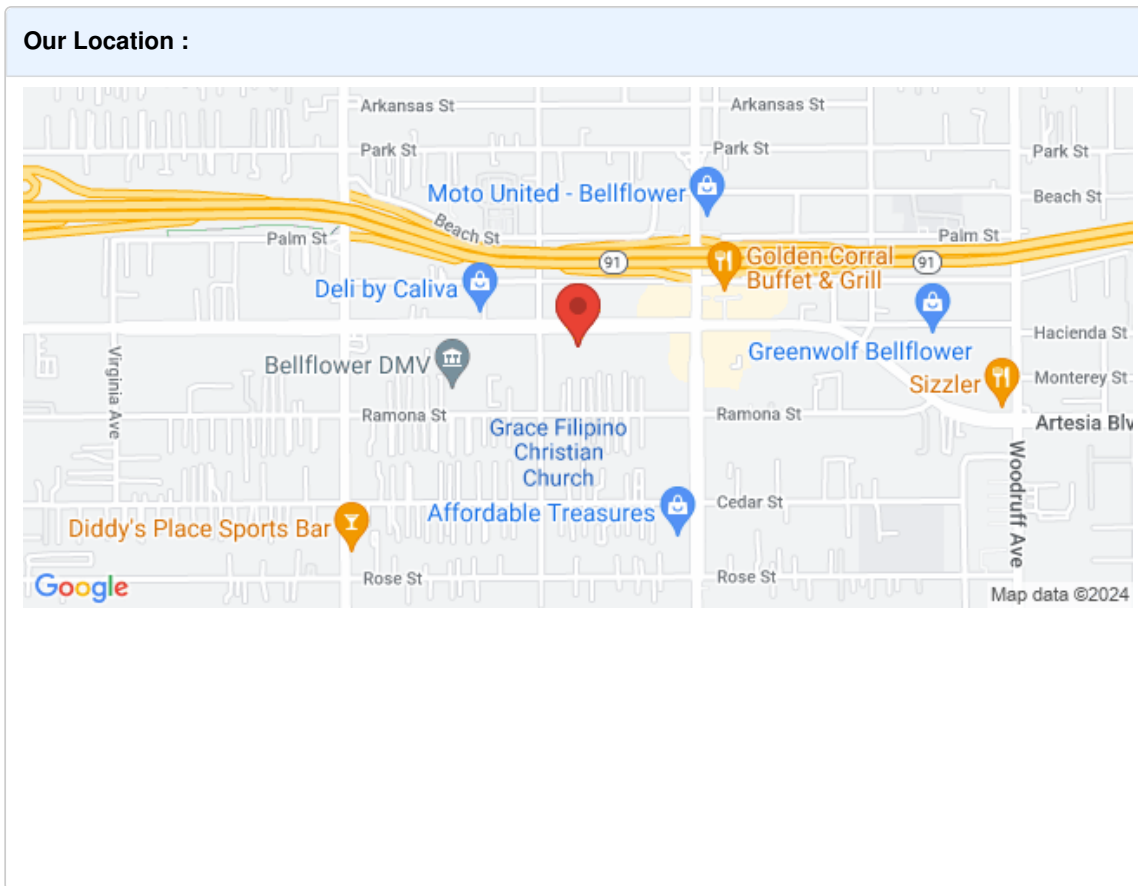 Our Location :
Arkansas St
Arkansas St
Park St
Park St
Park St
Moto United - Bellflower
Beach St
Beach St
Palm St
Palm St
91
Golden Corral
Buffet & Grill
91
Deli by Caliva
Hacienda St
Virginia Ave
Bellflower DMV
Greenwolf Bellflower
Sizzler
Monterey St
Ramona St
Ramona St
Artesia Blv
Grace Filipino
Christian
Church
Woodruff Ave
Cedar St
Affordable Treasures
Diddy's Place Sports Bar
Rose St
Rose St
Google
Map data ©2024